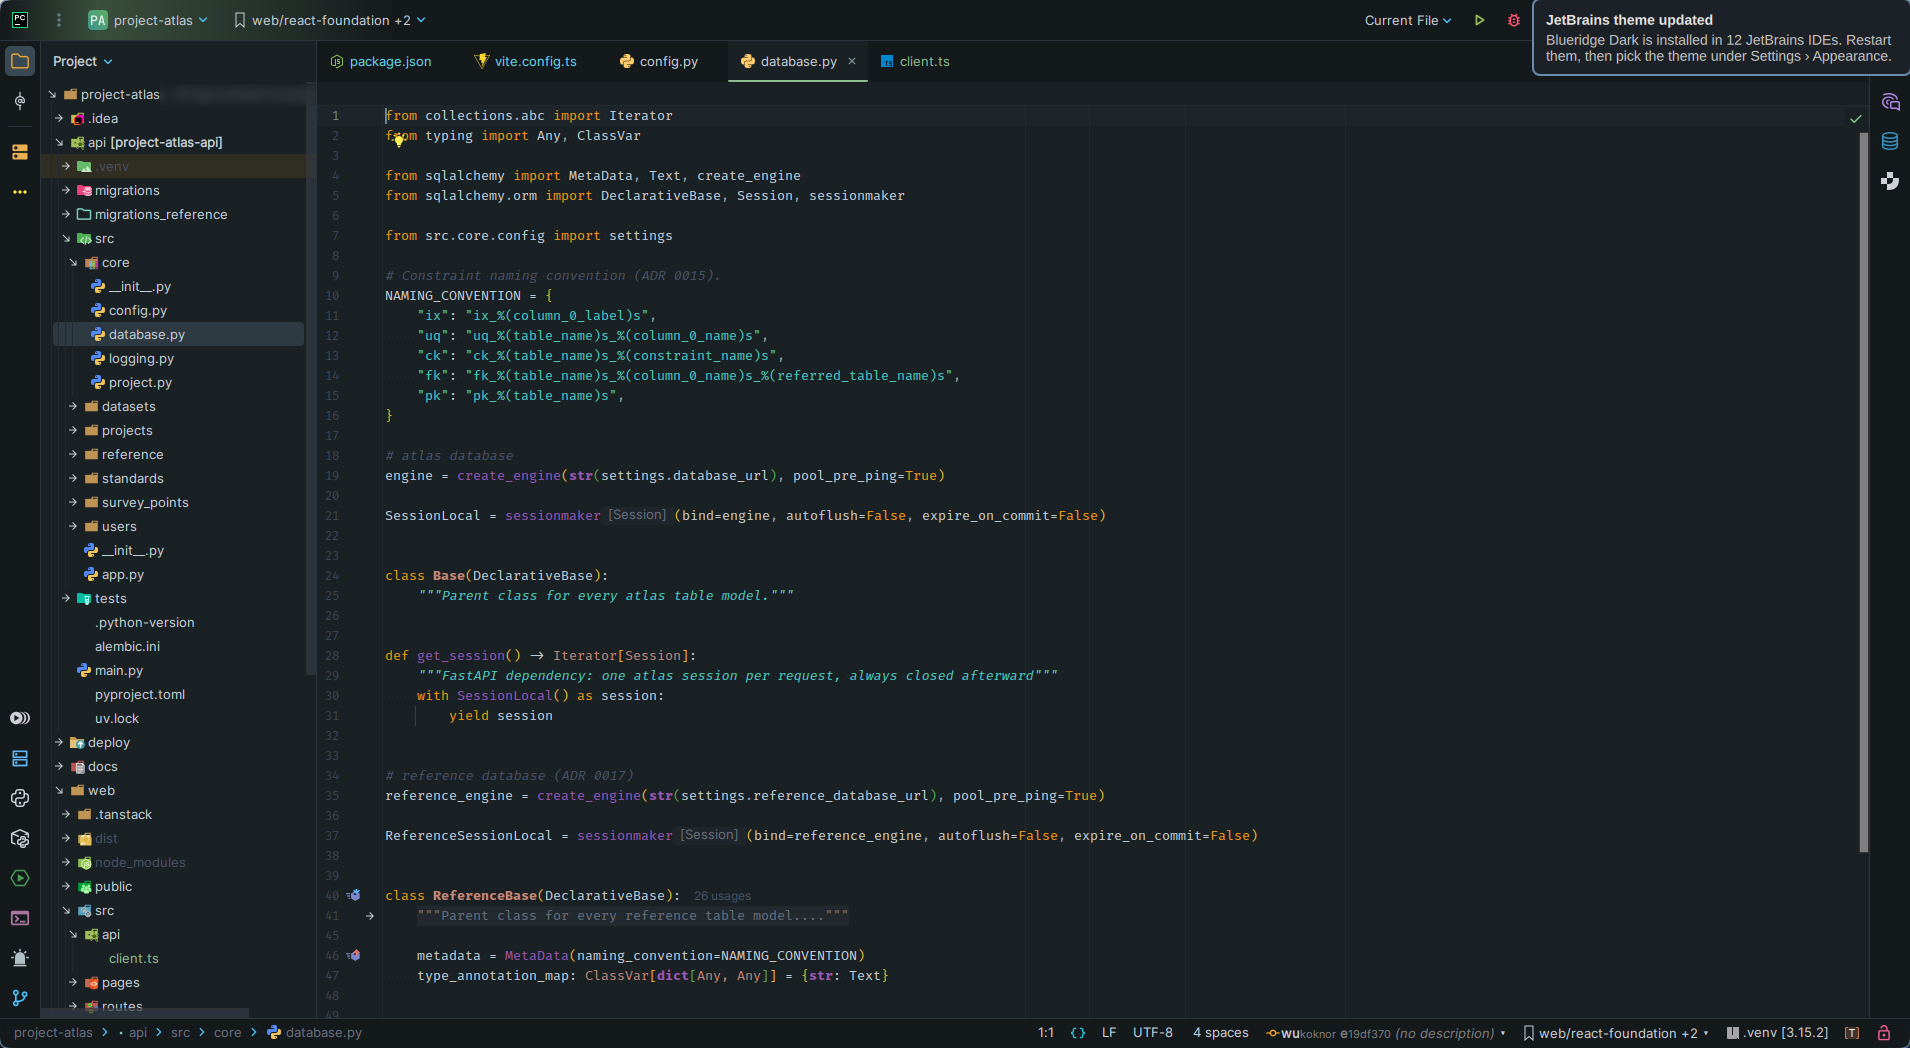 PC
PA project-atlas
web/react-foundation +2
Current File
JetBrains theme updated
Blueridge Dark is installed in 12 JetBrains IDEs. Restart
them, then pick the theme under Settings › Appearance.
Project
package.json
vite.config.ts
config.py
database.py
TS client.ts
project-atlas
.idea
api [project-atlas-api]
.venv
migrations
migrations_reference
src
core
__init__.py
config.py
database.py
logging.py
project.py
datasets
projects
reference
standards
survey_points
users
__init__.py
app.py
tests
.python-version
alembic.ini
main.py
pyproject.toml
uv.lock
deploy
docs
web
.tanstack
dist
node_modules
public
src
api
client.ts
pages
routes
1 from collections.abc import Iterator
2 from typing import Any, ClassVar
3
4 from sqlalchemy import MetaData, Text, create_engine
5 from sqlalchemy.orm import DeclarativeBase, Session, sessionmaker
6
7 from src.core.config import settings
8
9 # Constraint naming convention (ADR 0015).
10 NAMING_CONVENTION = {
11 "ix": "ix_%(column_0_label)s",
12 "uq": "uq_%(table_name)s_%(column_0_name)s",
13 "ck": "ck_%(table_name)s_%(constraint_name)s",
14 "fk": "fk_%(table_name)s_%(column_0_name)s_%(referred_table_name)s",
15 "pk": "pk_%(table_name)s",
16 }
17
18 # atlas database
19 engine = create_engine(str(settings.database_url), pool_pre_ping=True)
20
21 SessionLocal = sessionmaker [Session] (bind=engine, autoflush=False, expire_on_commit=False)
22
23
24 class Base(DeclarativeBase):
25 """Parent class for every atlas table model."""
26
27
28 def get_session() → Iterator[Session]:
29 """FastAPI dependency: one atlas session per request, always closed afterward"""
30 with SessionLocal() as session:
31 yield session
32
33
34 # reference database (ADR 0017)
35 reference_engine = create_engine(str(settings.reference_database_url), pool_pre_ping=True)
36
37 ReferenceSessionLocal = sessionmaker [Session] (bind=reference_engine, autoflush=False, expire_on_commit=False)
38
39
40 class ReferenceBase(DeclarativeBase): 26 usages
41 """Parent class for every reference table model...."""
45
46 metadata = MetaData(naming_convention=NAMING_CONVENTION)
47 type_annotation_map: ClassVar[dict[Any, Any]] = {str: Text}
48
49
project-atlas › api › src › core › database.py
1:1 {} LF UTF-8 4 spaces wukoknor e19df370 (no description) web/react-foundation +2 .venv [3.15.2] [T]